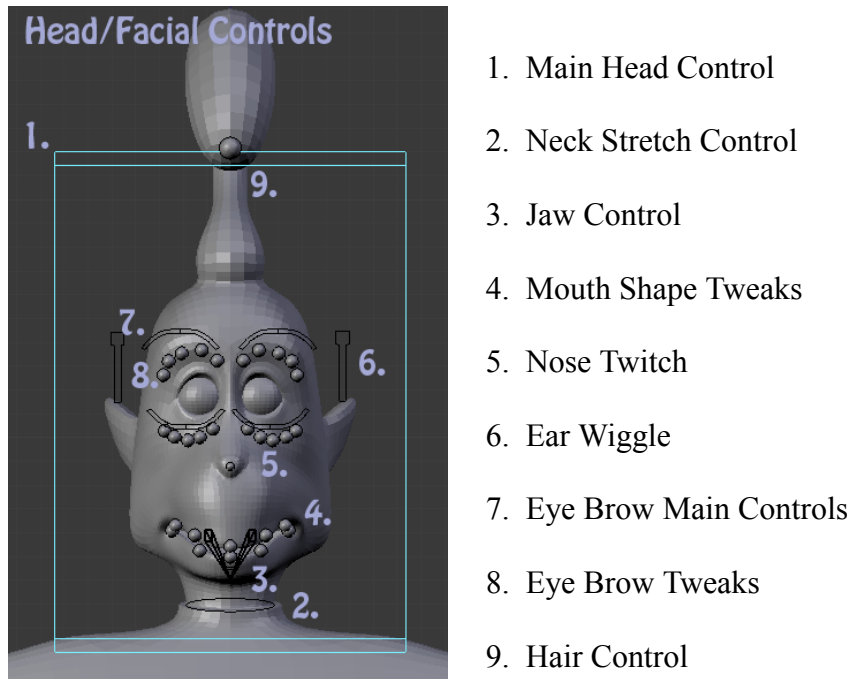 Head/Facial Controls
1.
9.
7.
6.
8.
5.
4.
3.
2.
1. Main Head Control
2. Neck Stretch Control
3. Jaw Control
4. Mouth Shape Tweaks
5. Nose Twitch
6. Ear Wiggle
7. Eye Brow Main Controls
8. Eye Brow Tweaks
9. Hair Control